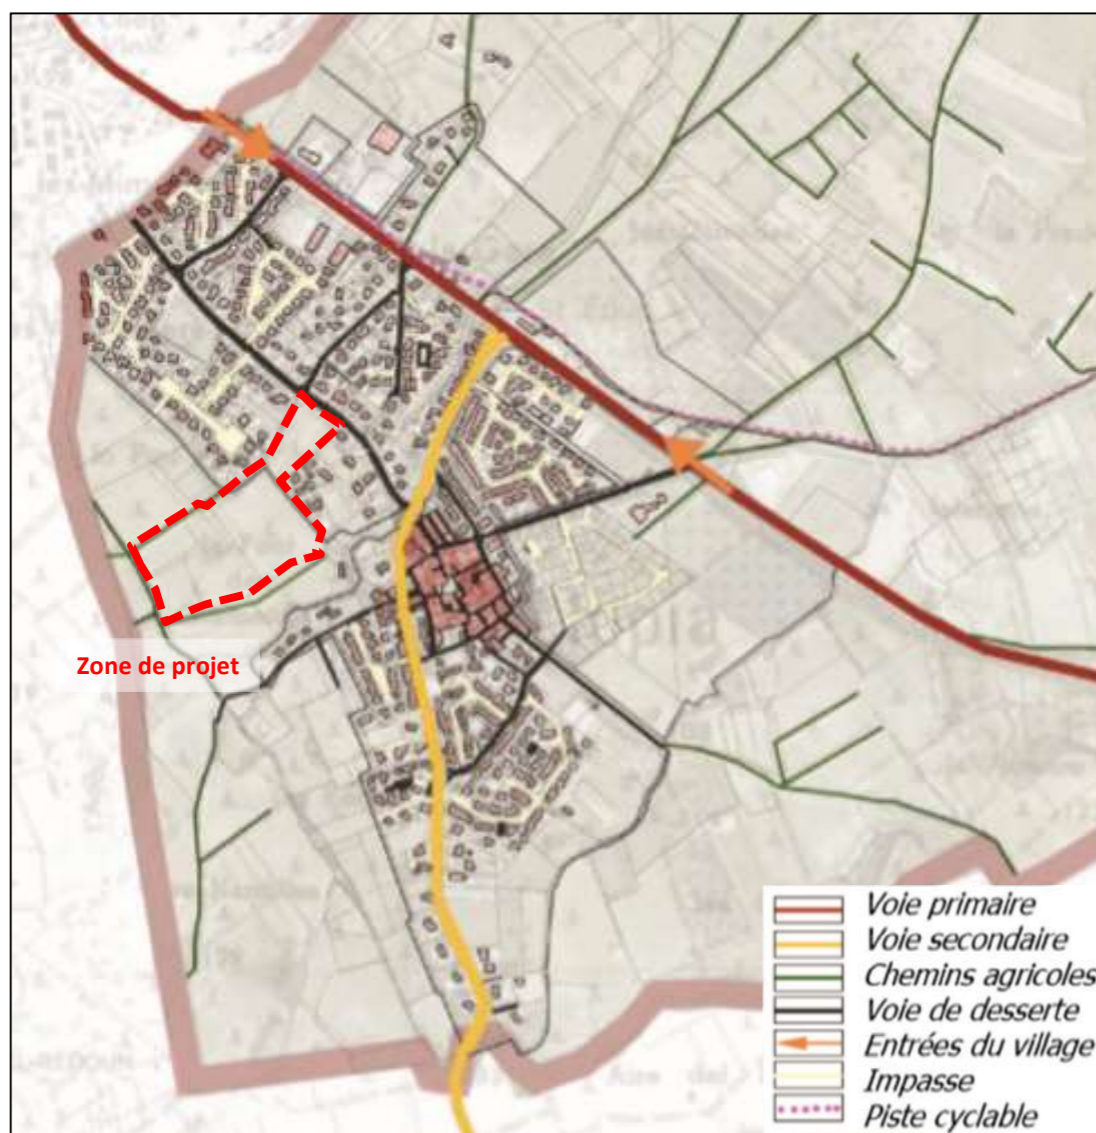 Zone de projet
Voie primaire
Voie secondaire
Chemins agricoles
Voie de desserte
Entrées du village
Impasse
Piste cyclable